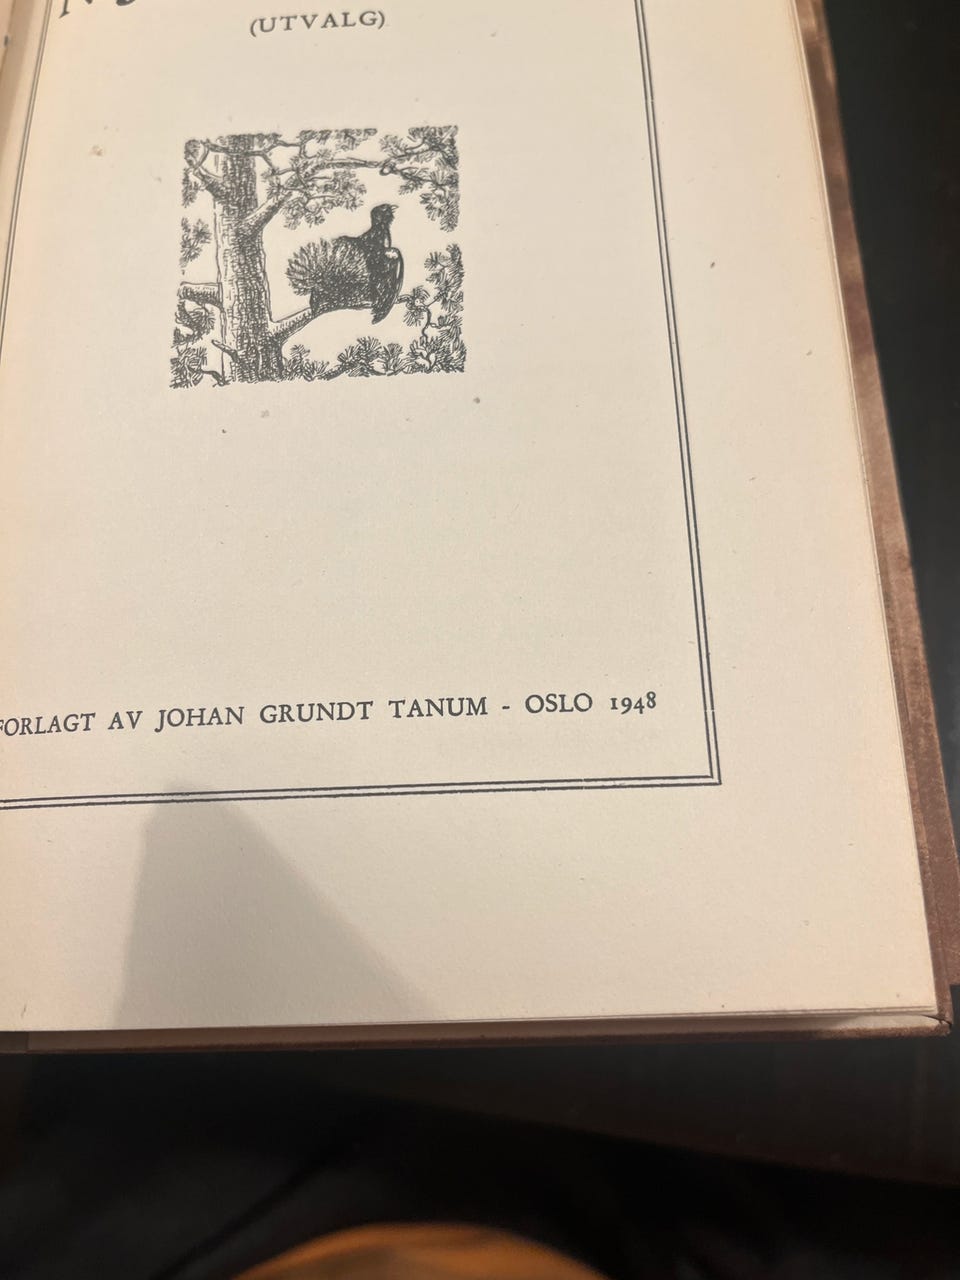 (UTVALG)
FORLAGT AV JOHAN GRUNDT TANUM - OSLO 1948